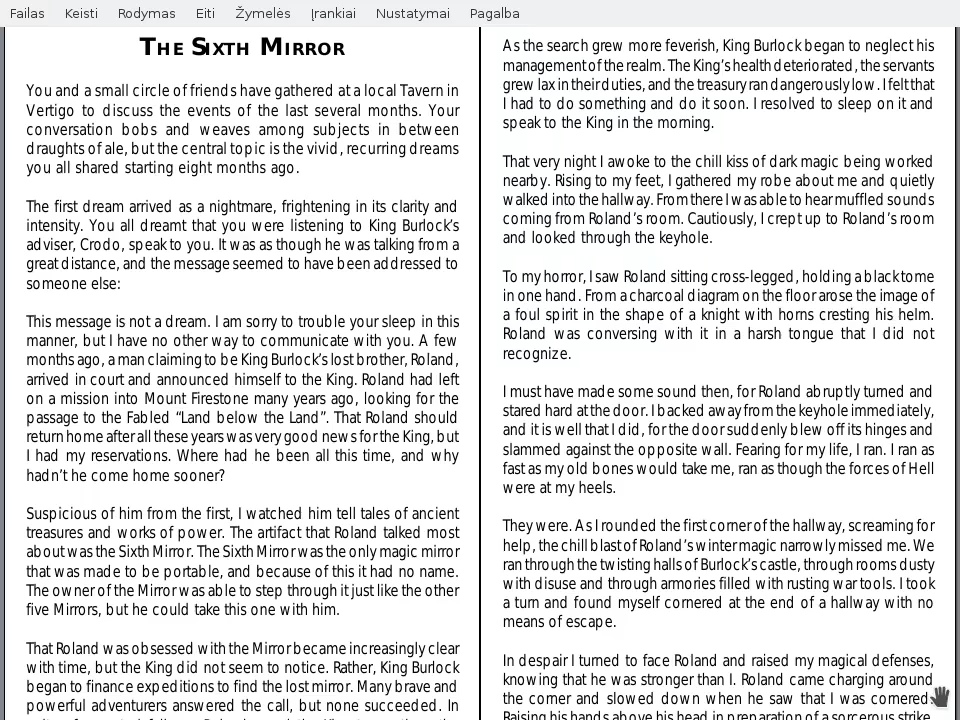 Failas Keisti Rodymas Eiti Žymelės Įrankiai Nustatymai Pagalba
The Sixth Mirror
You and a small circle of friends have gathered at a local Tavern in
Vertigo to discuss the events of the last several months. Your
conversation bobs and weaves among subjects in between
draughts of ale, but the central topic is the vivid, recurring dreams
you all shared starting eight months ago.
The first dream arrived as a nightmare, frightening in its clarity and
intensity. You all dreamt that you were listening to King Burlock's
adviser, Crodo, speak to you. It was as though he was talking from a
great distance, and the message seemed to have been addressed to
someone else:
This message is not a dream. I am sorry to trouble your sleep in this
manner, but I have no other way to communicate with you. A few
months ago, a man claiming to be King Burlock's lost brother, Roland,
arrived in court and announced himself to the King. Roland had left
on a mission into Mount Firestone many years ago, looking for the
passage to the Fabled “Land below the Land”. That Roland should
return home after all these years was very good news for the King, but
I had my reservations. Where had he been all this time, and why
hadn't he come home sooner?
Suspicious of him from the first, I watched him tell tales of ancient
treasures and works of power. The artifact that Roland talked most
about was the Sixth Mirror. The Sixth Mirror was the only magic mirror
that was made to be portable, and because of this it had no name.
The owner of the Mirror was able to step through it just like the other
five Mirrors, but he could take this one with him.
That Roland was obsessed with the Mirror became increasingly clear
with time, but the King did not seem to notice. Rather, King Burlock
began to finance expeditions to find the lost mirror. Many brave and
powerful adventurers answered the call, but none succeeded. In
As the search grew more feverish, King Burlock began to neglect his
management of the realm. The King's health deteriorated, the servants
grew lax in their duties, and the treasury ran dangerously low. I felt that
I had to do something and do it soon. I resolved to sleep on it and
speak to the King in the morning.
That very night I awoke to the chill kiss of dark magic being worked
nearby. Rising to my feet, I gathered my robe about me and quietly
walked into the hallway. From there I was able to hear muffled sounds
coming from Roland's room. Cautiously, I crept up to Roland's room
and looked through the keyhole.
To my horror, I saw Roland sitting cross-legged, holding a black tome
in one hand. From a charcoal diagram on the floor arose the image of
a foul spirit in the shape of a knight with horns cresting his helm.
Roland was conversing with it in a harsh tongue that I did not
recognize.
I must have made some sound then, for Roland abruptly turned and
stared hard at the door. I backed away from the keyhole immediately,
and it is well that I did, for the door suddenly blew off its hinges and
slammed against the opposite wall. Fearing for my life, I ran. I ran as
fast as my old bones would take me, ran as though the forces of Hell
were at my heels.
They were. As I rounded the first corner of the hallway, screaming for
help, the chill blast of Roland's winter magic narrowly missed me. We
ran through the twisting halls of Burlock's castle, through rooms dusty
with disuse and through armories filled with rusting war tools. I took
a turn and found myself cornered at the end of a hallway with no
means of escape.
In despair I turned to face Roland and raised my magical defenses,
knowing that he was stronger than I. Roland came charging around
the corner and slowed down when he saw that I was cornered.
Raising his hands above his head in preparation of a sorcerous strike,